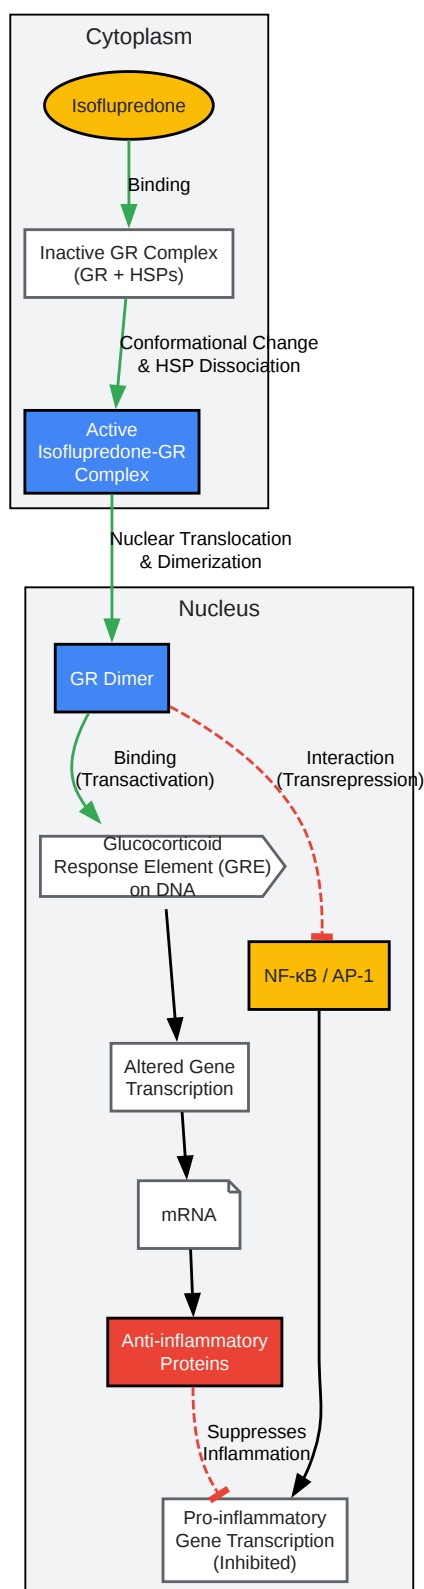 Cytoplasm
Isoflupredone
Binding
Inactive GR Complex
(GR + HSPs)
Conformational Change
& HSP Dissociation
Active
Isoflupredone-GR
Complex
Nuclear Translocation
& Dimerization
Nucleus
GR Dimer
Binding
(Transactivation)
Interaction
(Transrepression)
Glucocorticoid
Response Element (GRE)
on DNA
NF-κB / AP-1
Altered Gene
Transcription
mRNA
Anti-inflammatory
Proteins
Suppresses
Inflammation
Pro-inflammatory
Gene Transcription
(Inhibited)